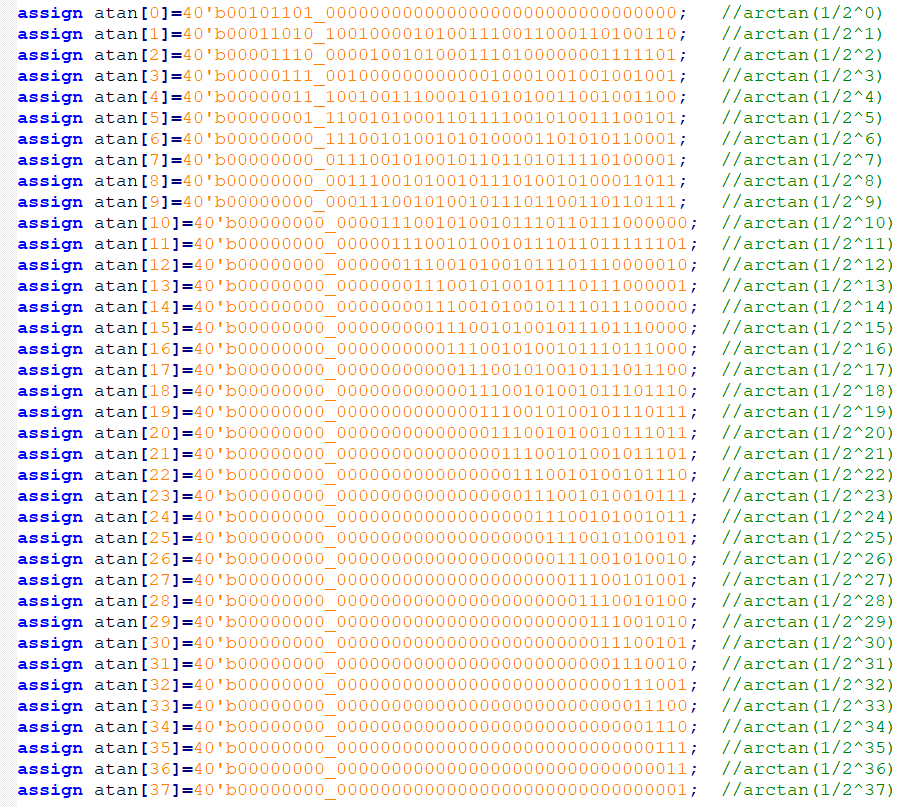 assign atan[0]=40'b00101101_00000000000000000000000000000000;   //arctan(1/2^0)
assign atan[1]=40'b00011010_10010000101001110011000110100110;   //arctan(1/2^1)
assign atan[2]=40'b00001110_00001001010001110100000001111101;   //arctan(1/2^2)
assign atan[3]=40'b00000111_00100000000000010001001001001001;   //arctan(1/2^3)
assign atan[4]=40'b00000011_10010011100010101010011001001100;   //arctan(1/2^4)
assign atan[5]=40'b00000001_11001010001101111001010011100101;   //arctan(1/2^5)
assign atan[6]=40'b00000000_11100101001010100001101010110001;   //arctan(1/2^6)
assign atan[7]=40'b00000000_01110010100101101101011110100001;   //arctan(1/2^7)
assign atan[8]=40'b00000000_00111001010010111010010100011011;   //arctan(1/2^8)
assign atan[9]=40'b00000000_00011100101001011101100110110111;   //arctan(1/2^9)
assign atan[10]=40'b00000000_00001110010100101110110111000000;  //arctan(1/2^10)
assign atan[11]=40'b00000000_00000111001010010111011011111101;  //arctan(1/2^11)
assign atan[12]=40'b00000000_00000011100101001011101110000010;  //arctan(1/2^12)
assign atan[13]=40'b00000000_00000001110010100101110111000001;  //arctan(1/2^13)
assign atan[14]=40'b00000000_00000000111001010010111011100000;  //arctan(1/2^14)
assign atan[15]=40'b00000000_00000000011100101001011101110000;  //arctan(1/2^15)
assign atan[16]=40'b00000000_00000000001110010100101110111000;  //arctan(1/2^16)
assign atan[17]=40'b00000000_00000000000111001010010111011100;  //arctan(1/2^17)
assign atan[18]=40'b00000000_00000000000011100101001011101110;  //arctan(1/2^18)
assign atan[19]=40'b00000000_00000000000001110010100101110111;  //arctan(1/2^19)
assign atan[20]=40'b00000000_00000000000000111001010010111011;  //arctan(1/2^20)
assign atan[21]=40'b00000000_00000000000000011100101001011101;  //arctan(1/2^21)
assign atan[22]=40'b00000000_00000000000000001110010100101110;  //arctan(1/2^22)
assign atan[23]=40'b00000000_00000000000000000111001010010111;  //arctan(1/2^23)
assign atan[24]=40'b00000000_00000000000000000011100101001011;  //arctan(1/2^24)
assign atan[25]=40'b00000000_00000000000000000001110010100101;  //arctan(1/2^25)
assign atan[26]=40'b00000000_00000000000000000000111001010010;  //arctan(1/2^26)
assign atan[27]=40'b00000000_00000000000000000000011100101001;  //arctan(1/2^27)
assign atan[28]=40'b00000000_00000000000000000000001110010100;  //arctan(1/2^28)
assign atan[29]=40'b00000000_00000000000000000000000111001010;  //arctan(1/2^29)
assign atan[30]=40'b00000000_00000000000000000000000011100101;  //arctan(1/2^30)
assign atan[31]=40'b00000000_00000000000000000000000001110010;  //arctan(1/2^31)
assign atan[32]=40'b00000000_00000000000000000000000000111001;  //arctan(1/2^32)
assign atan[33]=40'b00000000_00000000000000000000000000011100;  //arctan(1/2^33)
assign atan[34]=40'b00000000_00000000000000000000000000001110;  //arctan(1/2^34)
assign atan[35]=40'b00000000_00000000000000000000000000000111;  //arctan(1/2^35)
assign atan[36]=40'b00000000_00000000000000000000000000000011;  //arctan(1/2^36)
assign atan[37]=40'b00000000_00000000000000000000000000000001;  //arctan(1/2^37)